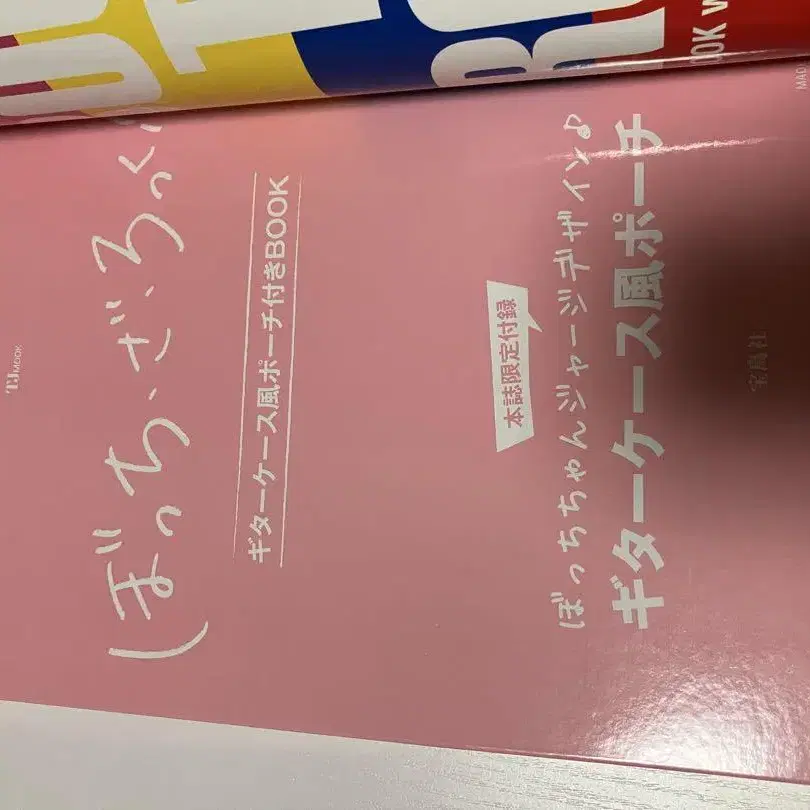 TJ MOOK
ぼっち・ざ・ろっく
ギターケース風ポーチ付きBOOK
本誌限定付録
ぼっちちゃんジャージデザイン♪
ギターケース風ポーチ
宝島社